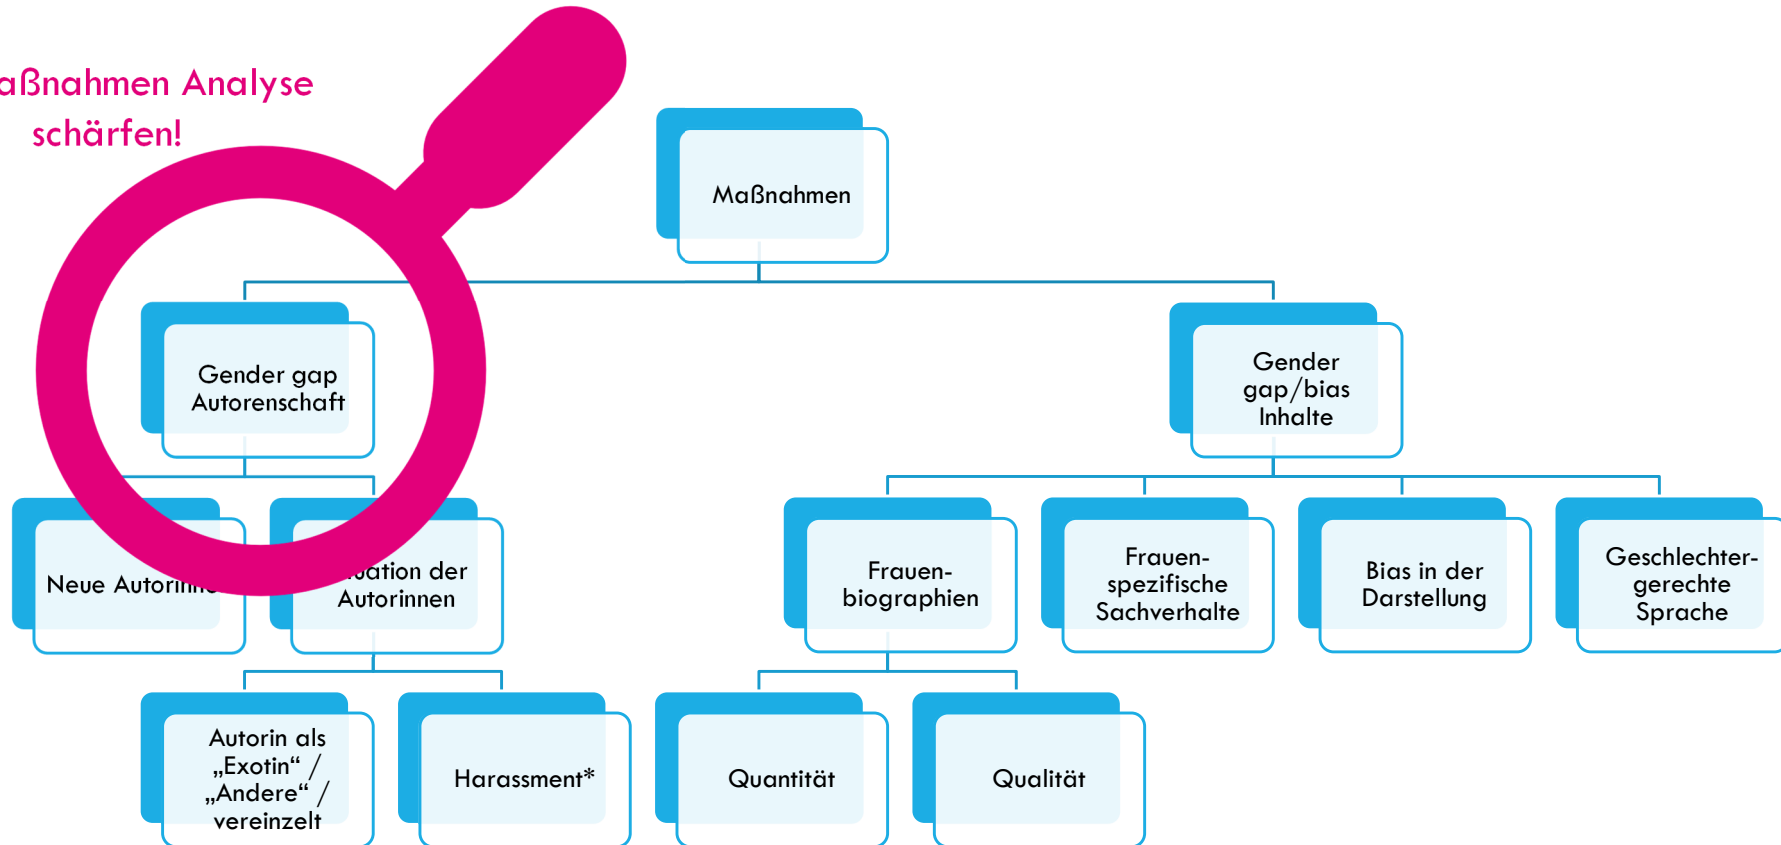 aßnahmen Analyse
schärfen!
Maßnahmen
Gender gap
Autorenschaft
Gender
gap/bias
Inhalte
Neue Autorinne
uation der
Autorinnen
Frauen-
biographien
Frauen-
spezifische
Sachverhalte
Bias in der
Darstellung
Geschlechter-
gerechte
Sprache
Autorin als
„Exotin“ /
„Andere“ /
vereinzelt
Harassment*
Quantität
Qualität